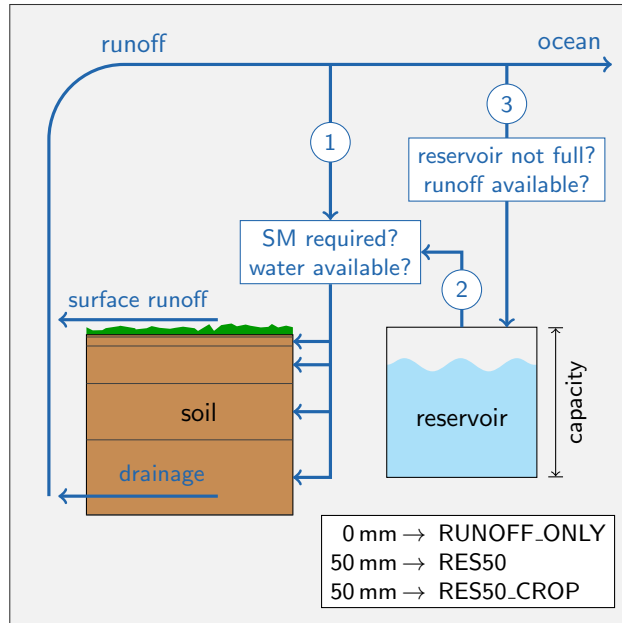 runoff
ocean
1
3
reservoir not full?
runoff available?
SM required?
water available?
2
surface runoff
soil
reservoir
capacity
drainage
0 mm → RUNOFF_ONLY
50 mm → RES50
50 mm → RES50_CROP